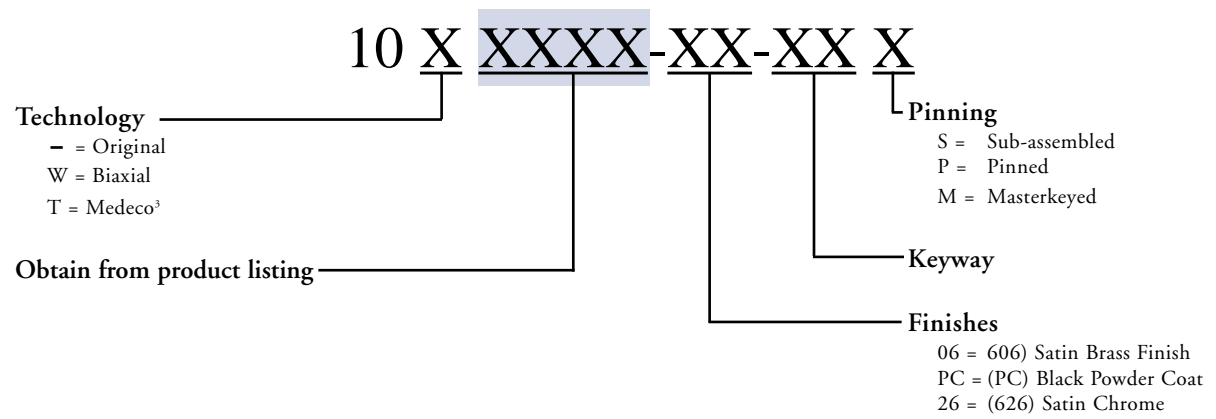 10 X XXXX-XX-XX X
Technology
– = Original
W = Biaxial
T = Medeco³
Obtain from product listing
Pinning
S = Sub-assembled
P = Pinned
M = Masterkeyed
Keyway
Finishes
06 = 606) Satin Brass Finish
PC = (PC) Black Powder Coat
26 = (626) Satin Chrome